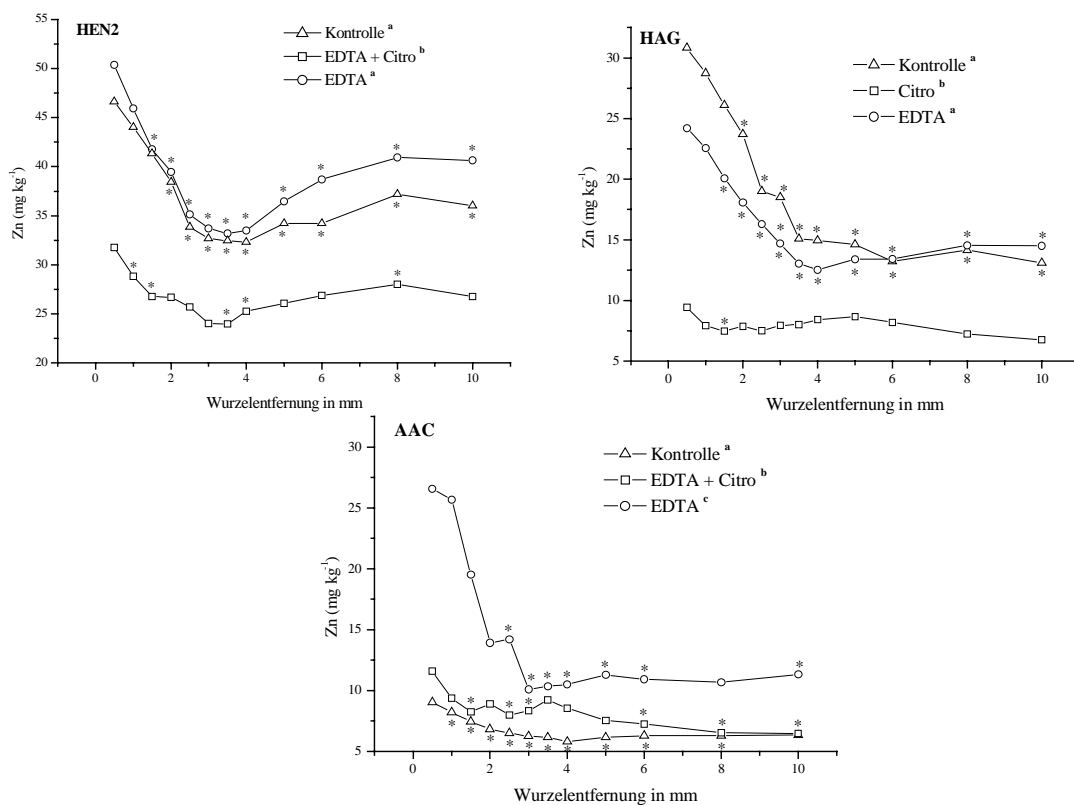 HEN2
Kontrolle a
EDTA + Citro b
EDTA a
55
50
45
40
35
30
25
20
Zn (mg kg-1)
0 2 4 6 8 10
Wurzelentfernung in mm
HAG
Kontrolle a
Citro b
EDTA a
30
25
20
15
10
5
Zn (mg kg-1)
0 2 4 6 8 10
Wurzelentfernung in mm
AAC
Kontrolle a
EDTA + Citro b
EDTA c
30
25
20
15
10
5
Zn (mg kg-1)
0 2 4 6 8 10
Wurzelentfernung in mm